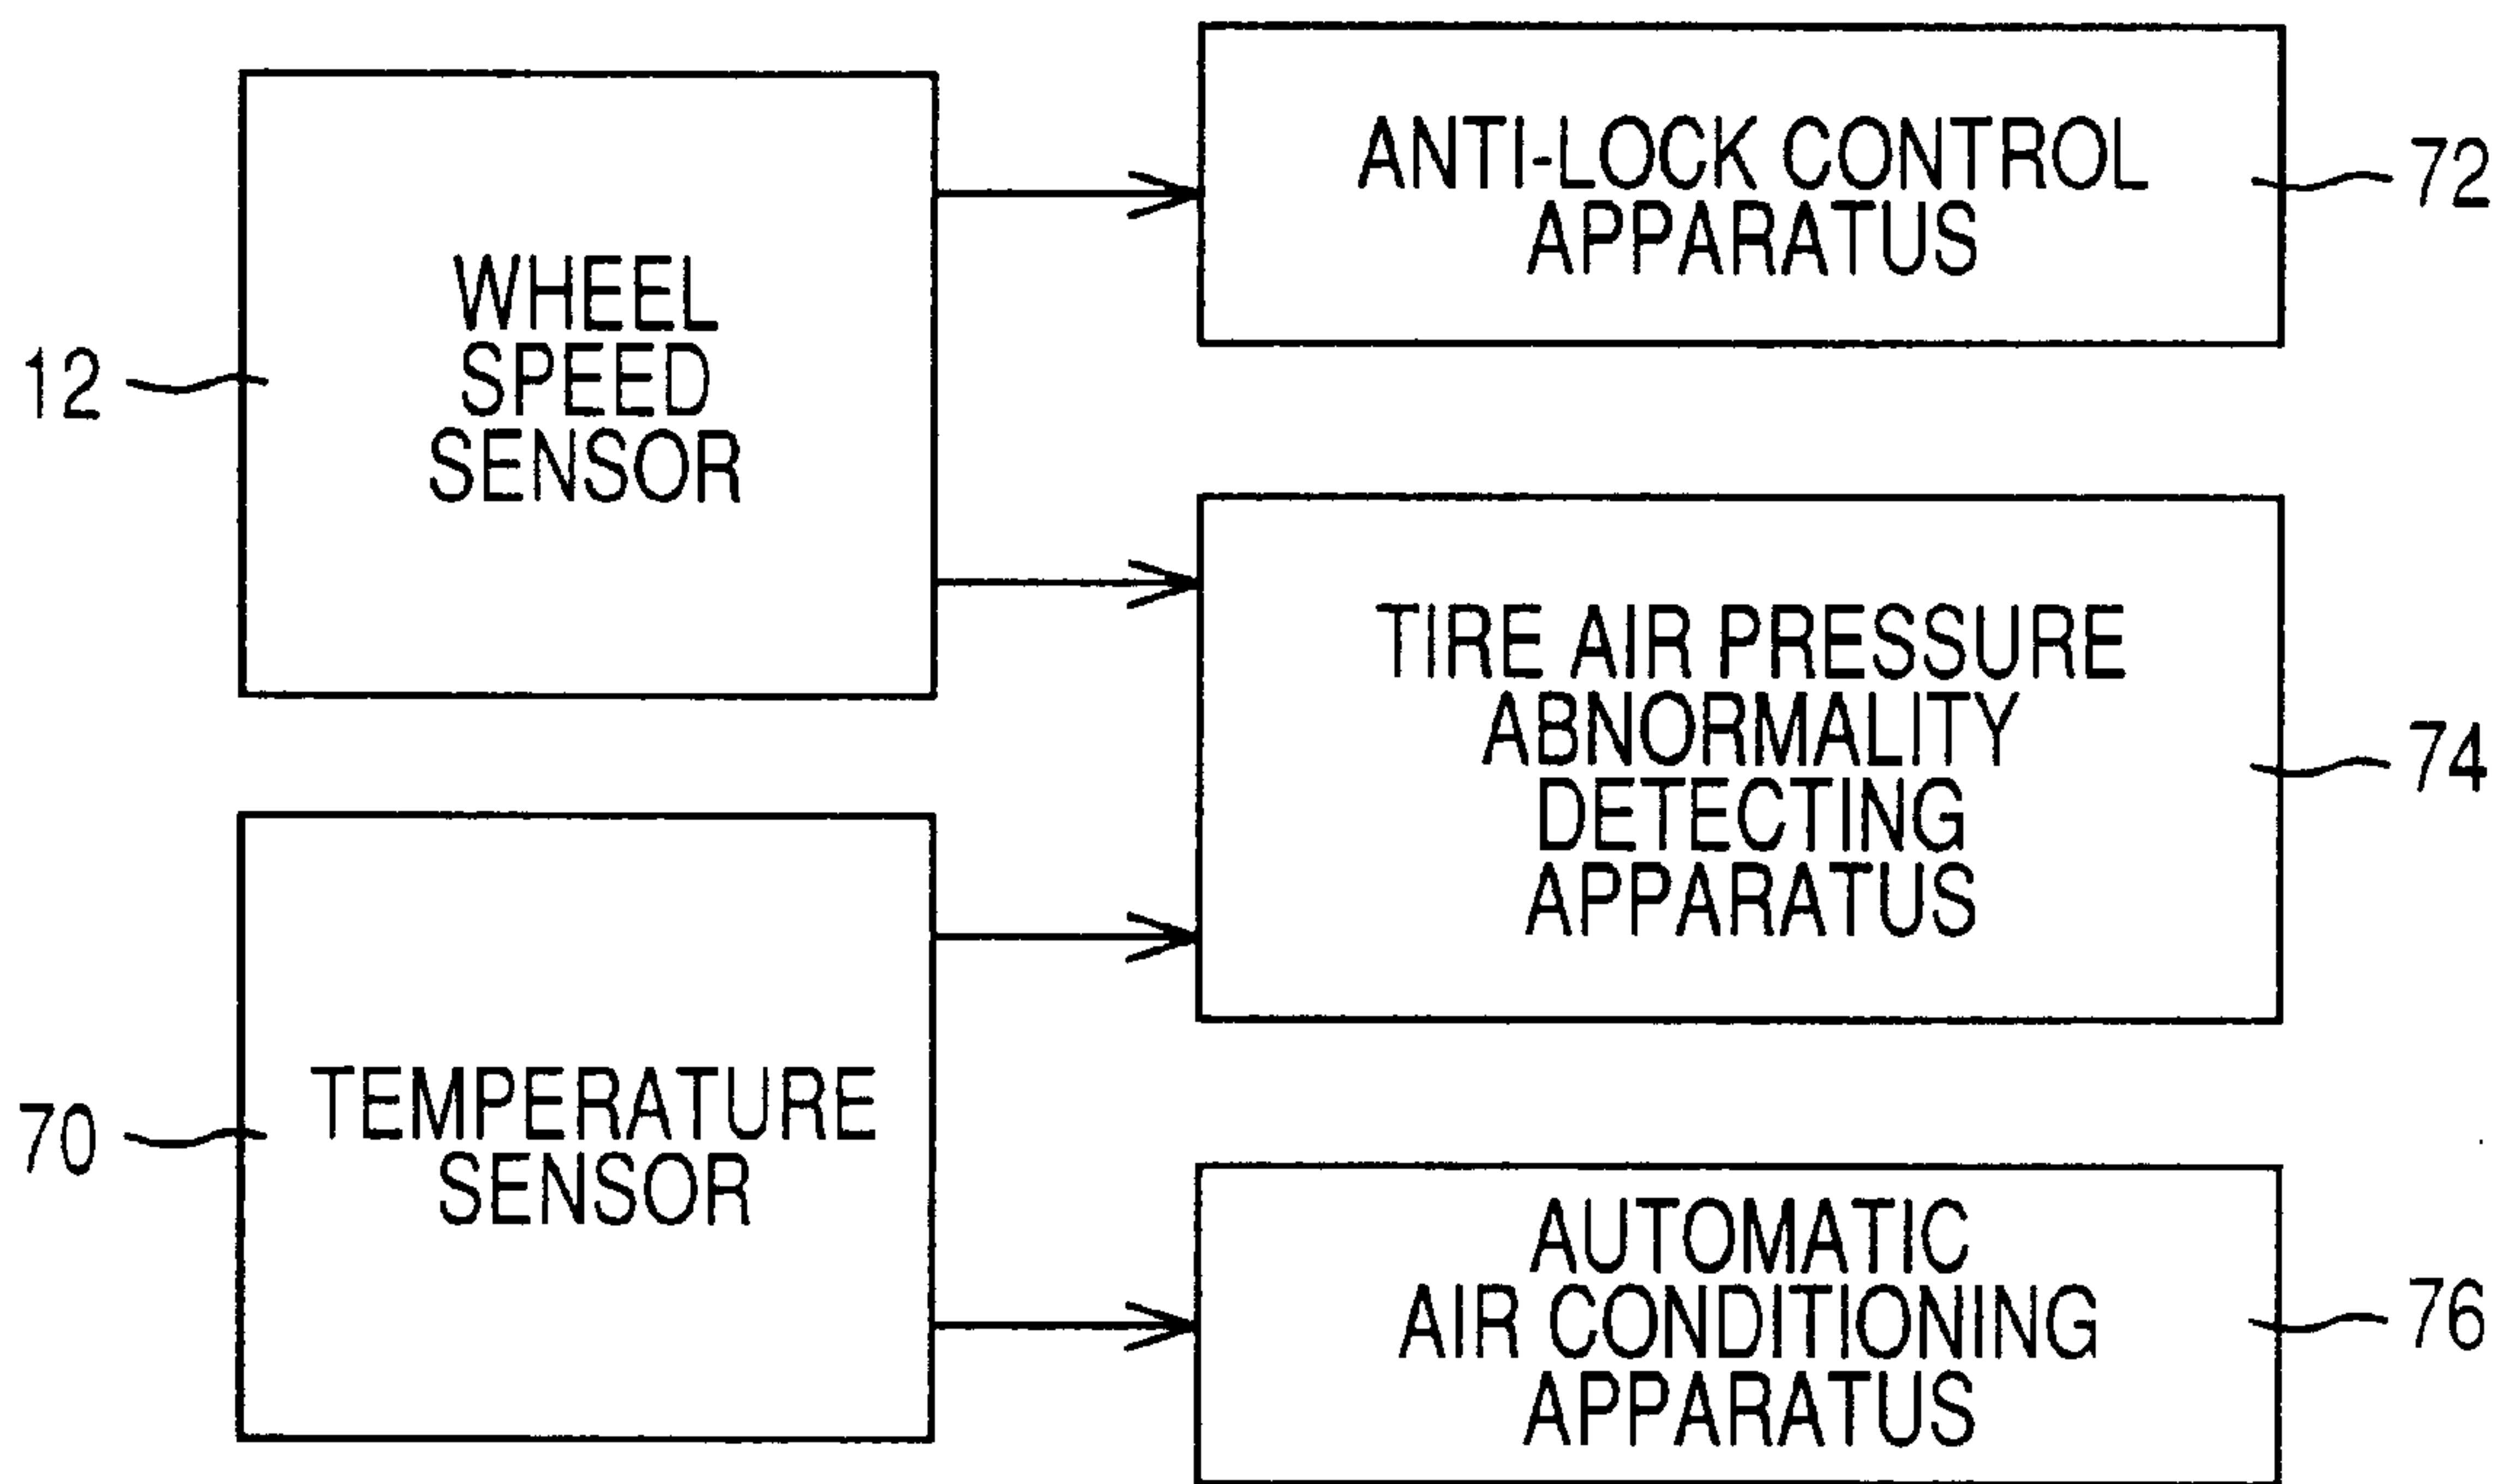 12
WHEEL
SPEED
SENSOR
ANTI-LOCK CONTROL
APPARATUS
72
TIRE AIR PRESSURE
ABNORMALITY
DETECTING
APPARATUS
74
70
TEMPERATURE
SENSOR
AUTOMATIC
AIR CONDITIONING
APPARATUS
76